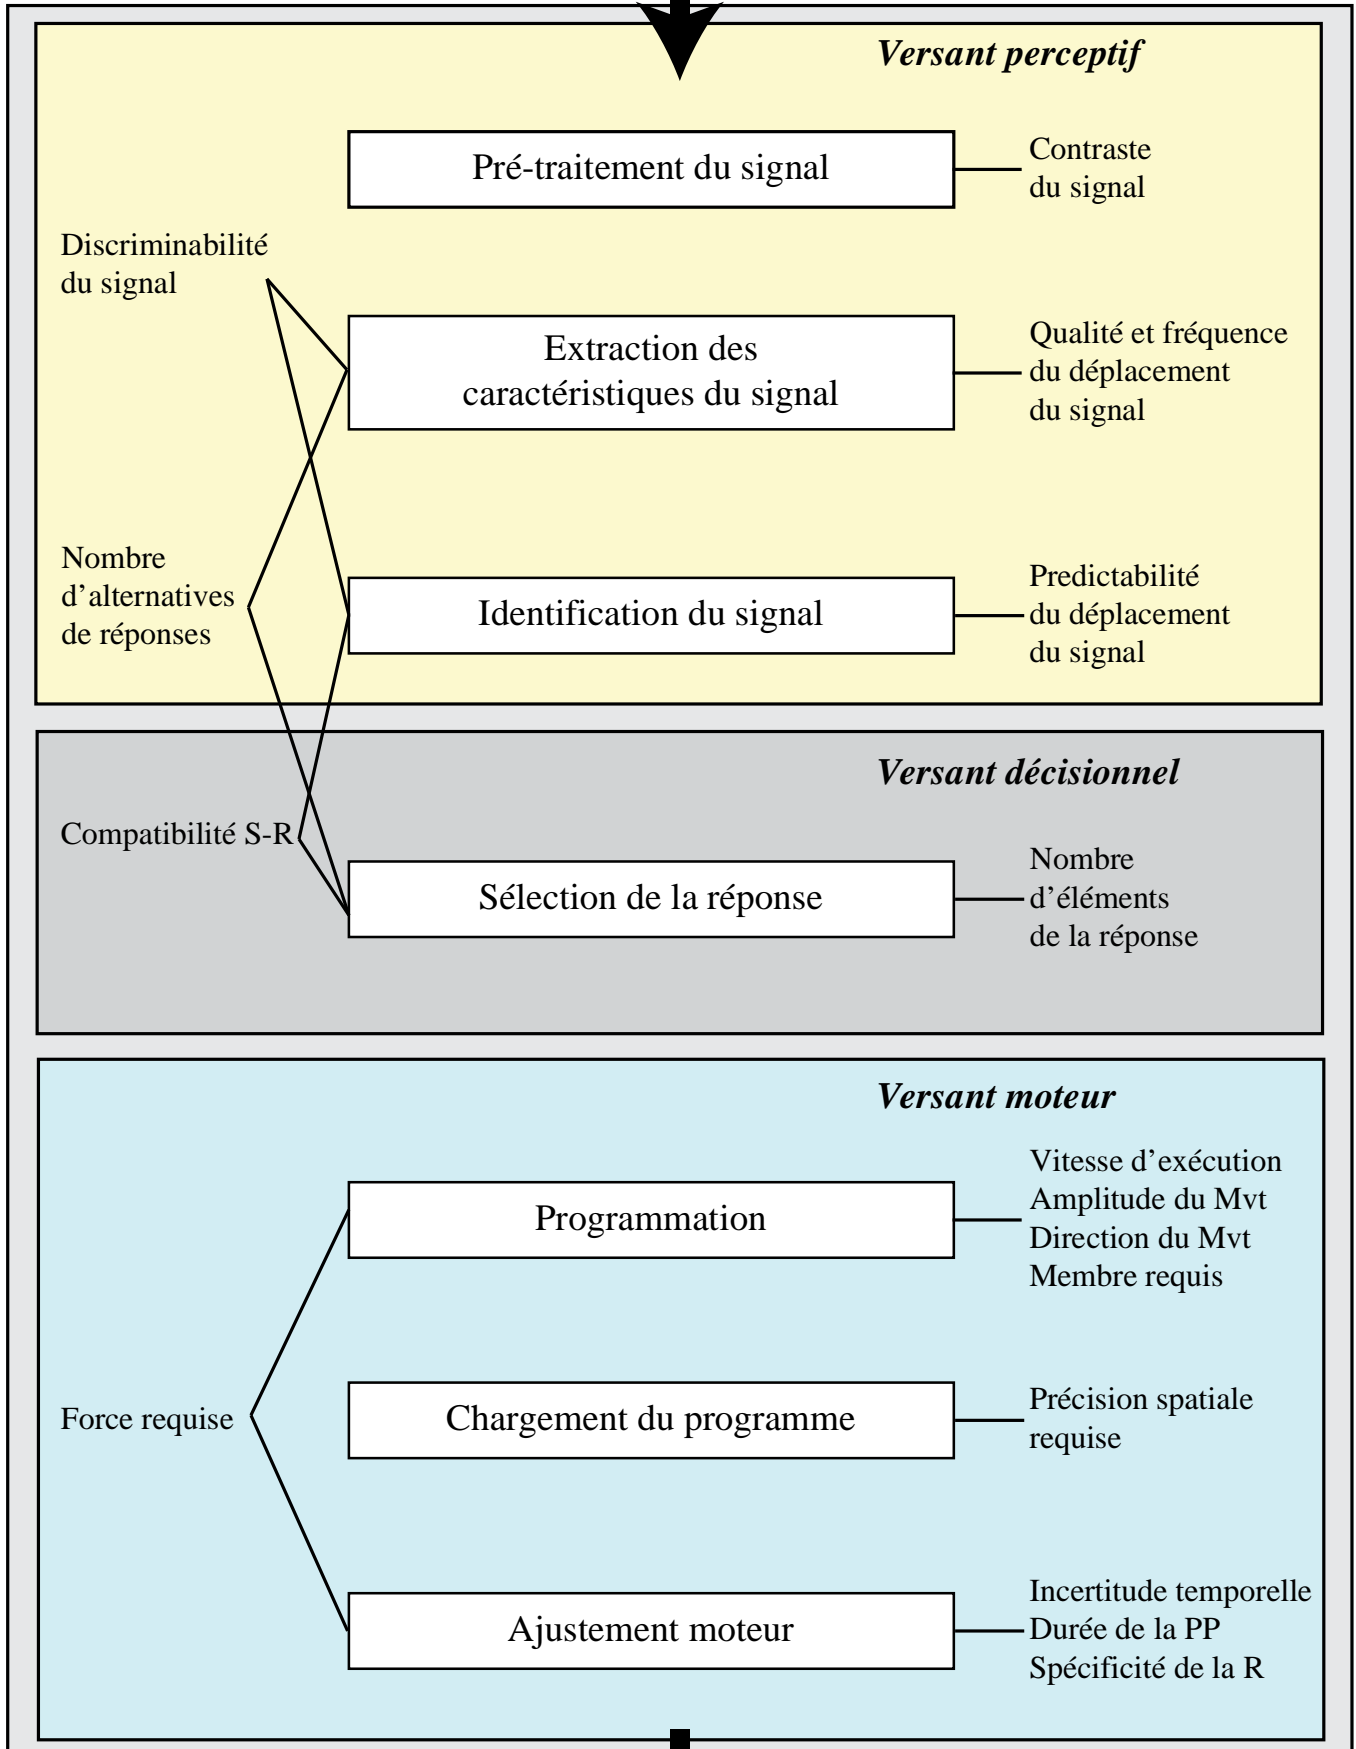 Versant perceptif
Pré-traitement du signal
Contraste
du signal
Discriminabilité
du signal
Extraction des
caractéristiques du signal
Qualité et fréquence
du déplacement
du signal
Nombre
d’alternatives
de réponses
Identification du signal
Predictabilité
du déplacement
du signal
Versant décisionnel
Compatibilité S-R
Sélection de la réponse
Nombre
d’éléments
de la réponse
Versant moteur
Programmation
Vitesse d’exécution
Amplitude du Mvt
Direction du Mvt
Membre requis
Force requise
Chargement du programme
Précision spatiale
requise
Ajustement moteur
Incertitude temporelle
Durée de la PP
Spécificité de la R